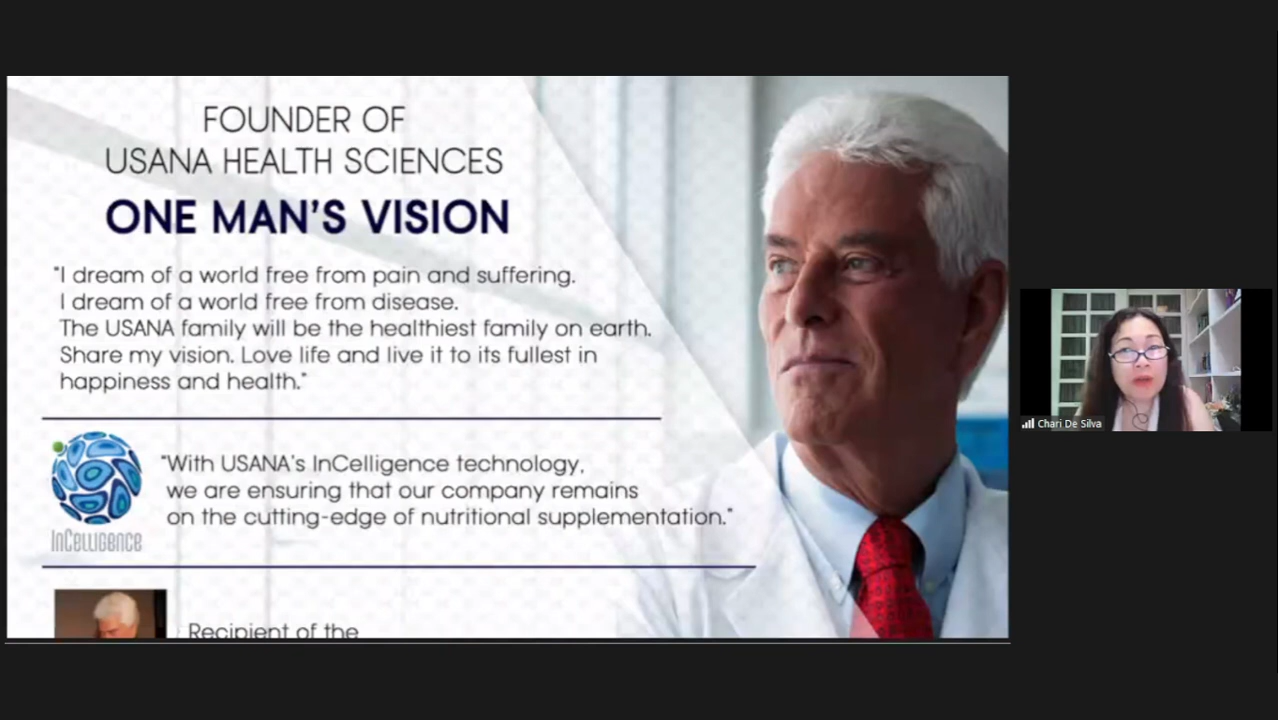 FOUNDER OF
USANA HEALTH SCIENCES
ONE MAN'S VISION
"I dream of a world free from pain and suffering.
I dream of a world free from disease.
The USANA family will be the healthiest family on earth.
Share my vision. Love life and live it to its fullest in
happiness and health."
InCelligence
"With USANA's InCelligence technology,
we are ensuring that our company remains
on the cutting-edge of nutritional supplementation."
Recipient of the
Chari De Silva